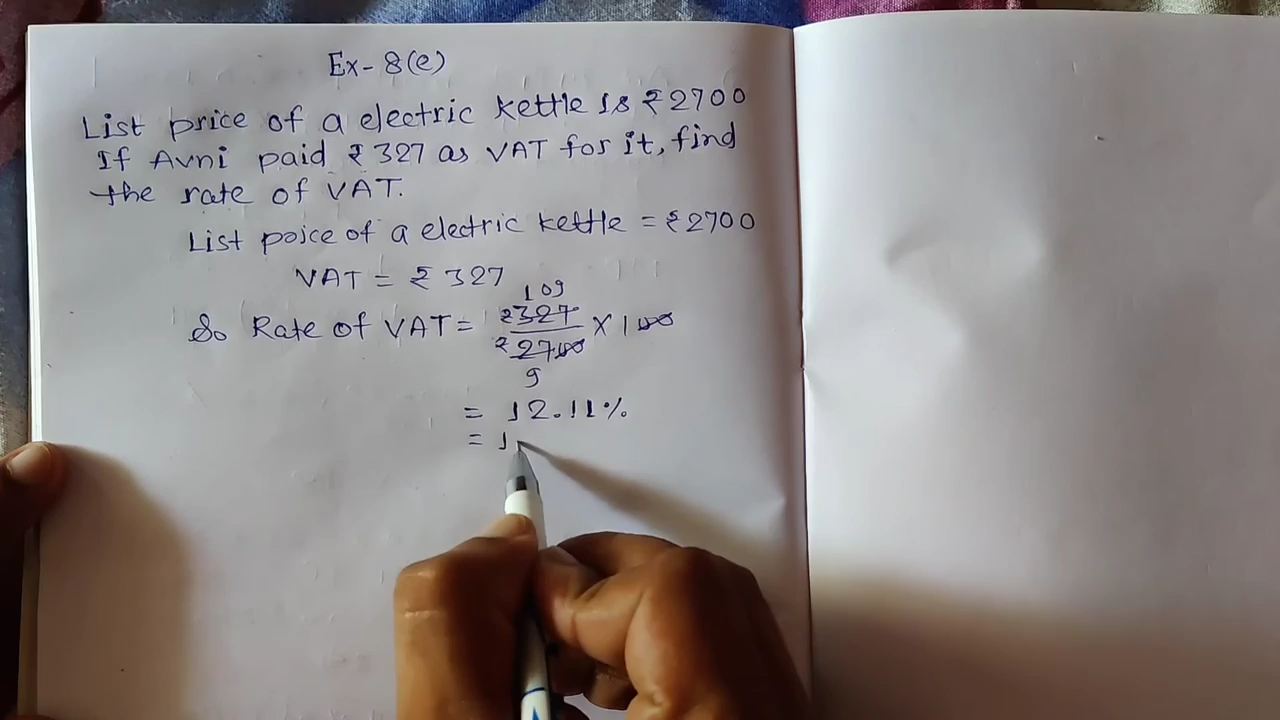 Ex- 8(e)
List price of a electric kettle is ₹2700
If Avni paid ₹327 as VAT for it, find
the rate of VAT.
List poice of a electric kettle = ₹2700
VAT = ₹327
109
So Rate of VAT = ₹327/₹2700 × 100
9
= 12.11%
= 1